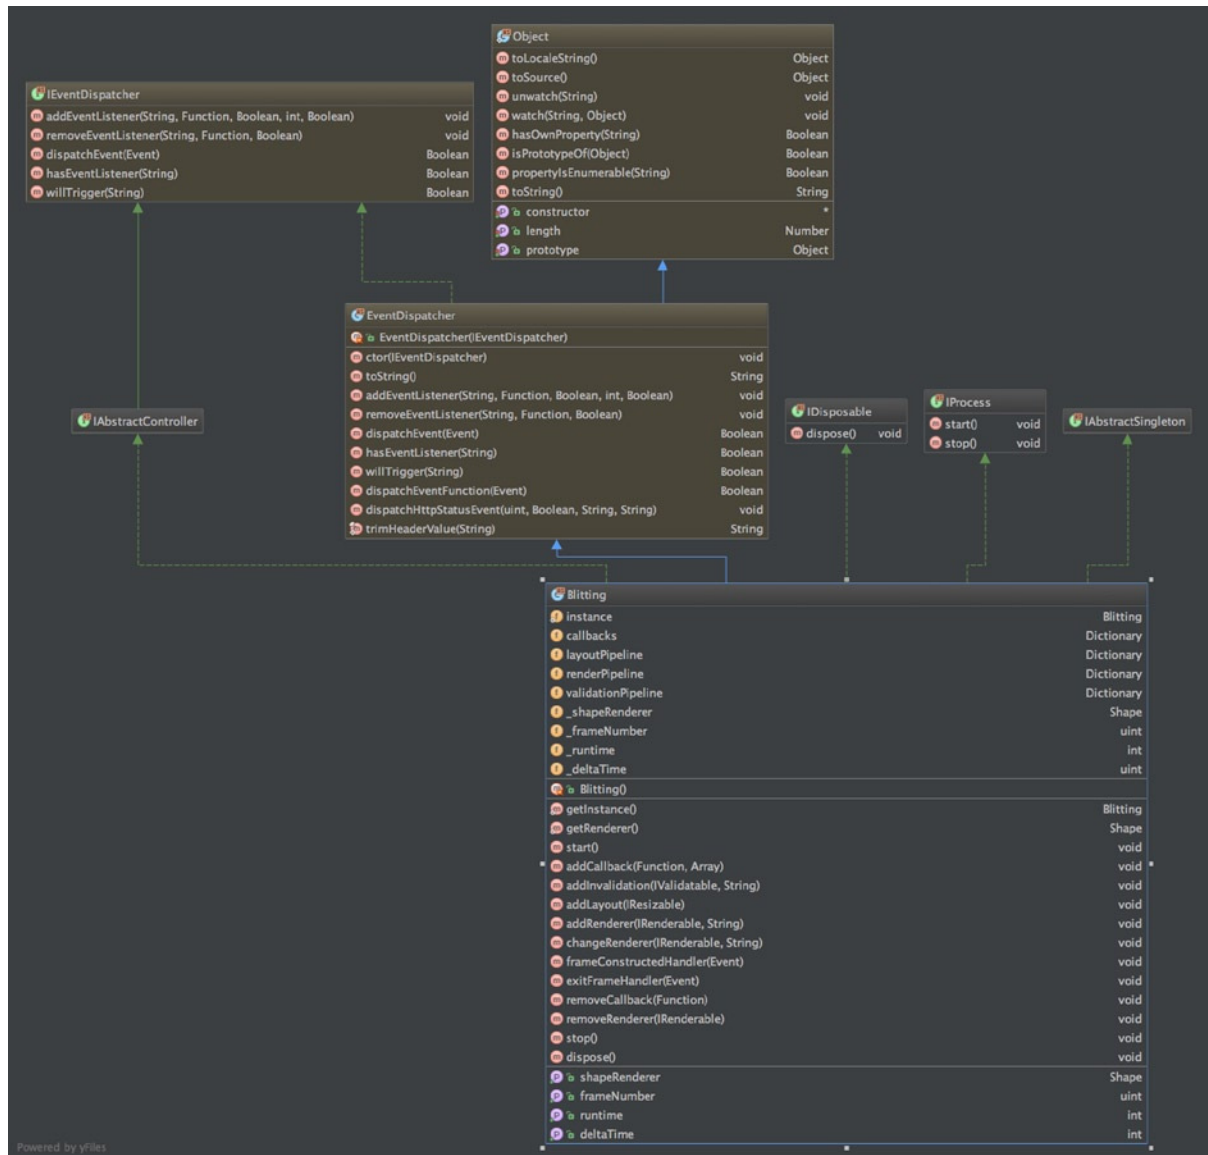 Object
toLocaleString() Object
toSource() Object
unwatch(String) void
watch(String, Object) void
hasOwnProperty(String) Boolean
isPrototypeOf(Object) Boolean
propertyIsEnumerable(String) Boolean
toString() String
constructor *
length Number
prototype Object
IEventDispatcher
addEventListener(String, Function, Boolean, int, Boolean) void
removeEventListener(String, Function, Boolean) void
dispatchEvent(Event) Boolean
hasEventListener(String) Boolean
willTrigger(String) Boolean
EventDispatcher
EventDispatcher(IEventDispatcher)
ctor(IEventDispatcher) void
toString() String
addEventListener(String, Function, Boolean, int, Boolean) void
removeEventListener(String, Function, Boolean) void
dispatchEvent(Event) Boolean
hasEventListener(String) Boolean
willTrigger(String) Boolean
dispatchEventFunction(Event) Boolean
dispatchHttpStatusEvent(uint, Boolean, String, String) void
trimHeaderValue(String) String
IAbstractController
IDisposable
dispose() void
IProcess
start() void
stop() void
IAbstractSingleton
Blitting
instance Blitting
callbacks Dictionary
layoutPipeline Dictionary
renderPipeline Dictionary
validationPipeline Dictionary
_shapeRenderer Shape
_frameNumber uint
_runtime int
_deltaTime uint
Blitting()
getInstance() Blitting
getRenderer() Shape
start() void
addCallback(Function, Array) void
addInvalidation(IValidatable, String) void
addLayout(IResizable) void
addRenderer(IRenderable, String) void
changeRenderer(IRenderable, String) void
frameConstructedHandler(Event) void
exitFrameHandler(Event) void
removeCallback(Function) void
removeRenderer(IRenderable) void
stop() void
dispose() void
shapeRenderer Shape
frameNumber uint
runtime int
deltaTime int
Powered by yFiles